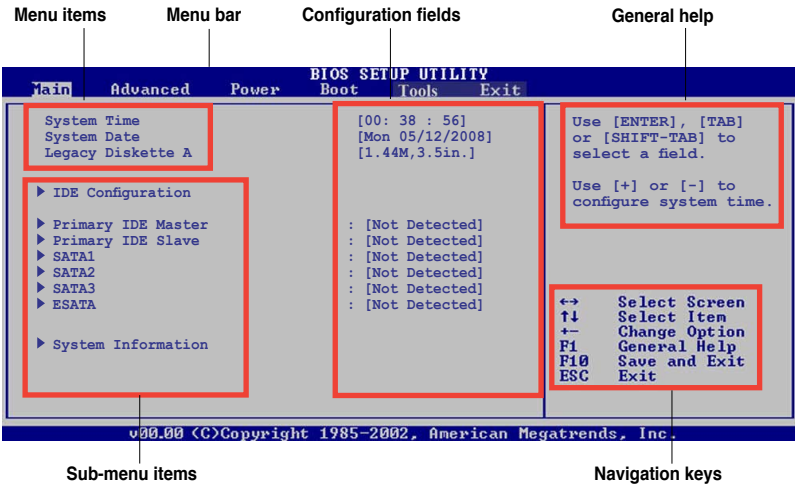 Menu items Menu bar Configuration fields General help
BIOS SETUP UTILITY
Main Advanced Power Boot Tools Exit
System Time [00: 38 : 56]
System Date [Mon 05/12/2008]
Legacy Diskette A [1.44M,3.5in.]
IDE Configuration
Primary IDE Master : [Not Detected]
Primary IDE Slave : [Not Detected]
SATA1 : [Not Detected]
SATA2 : [Not Detected]
SATA3 : [Not Detected]
ESATA : [Not Detected]
System Information
Use [ENTER], [TAB]
or [SHIFT-TAB] to
select a field.
Use [+] or [-] to
configure system time.
←→ Select Screen
↑↓ Select Item
+- Change Option
F1 General Help
F10 Save and Exit
ESC Exit
v00.00 (C)Copyright 1985-2002, American Megatrends, Inc.
Sub-menu items Navigation keys